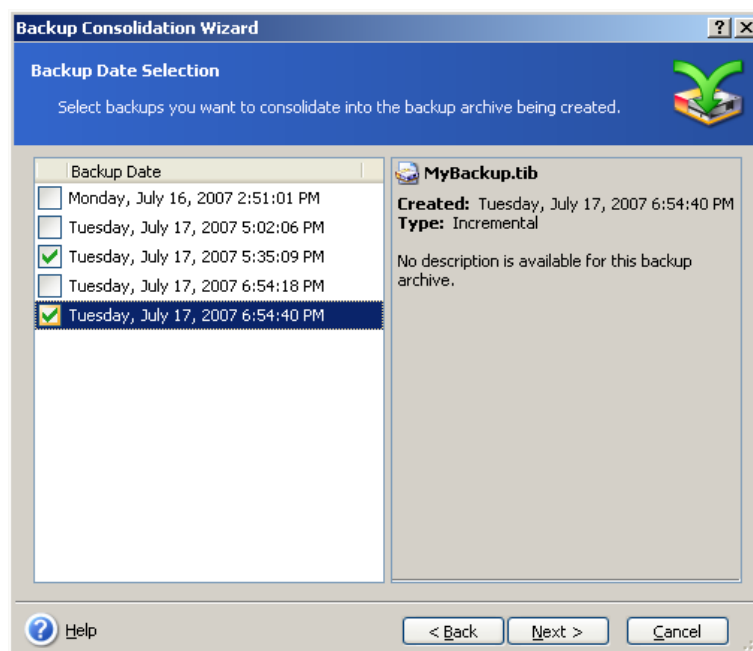 Backup Consolidation Wizard
Backup Date Selection
Select backups you want to consolidate into the backup archive being created.
Backup Date
Monday, July 16, 2007 2:51:01 PM
Tuesday, July 17, 2007 5:02:06 PM
Tuesday, July 17, 2007 5:35:09 PM
Tuesday, July 17, 2007 6:54:18 PM
Tuesday, July 17, 2007 6:54:40 PM
MyBackup.tib
Created: Tuesday, July 17, 2007 6:54:40 PM
Type: Incremental
No description is available for this backup
archive.
Help
< Back
Next >
Cancel